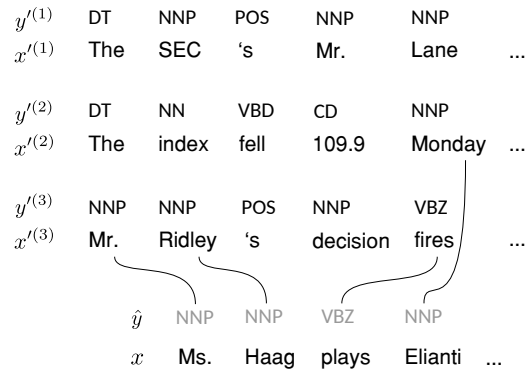 y′(1) DT NNP POS NNP NNP
x′(1) The SEC ‘s Mr. Lane ...
y′(2) DT NN VBD CD NNP
x′(2) The index fell 109.9 Monday ...
y′(3) NNP NNP POS NNP VBZ
x′(3) Mr. Ridley ‘s decision fires ...
ŷ NNP NNP VBZ NNP
x Ms. Haag plays Elianti ...